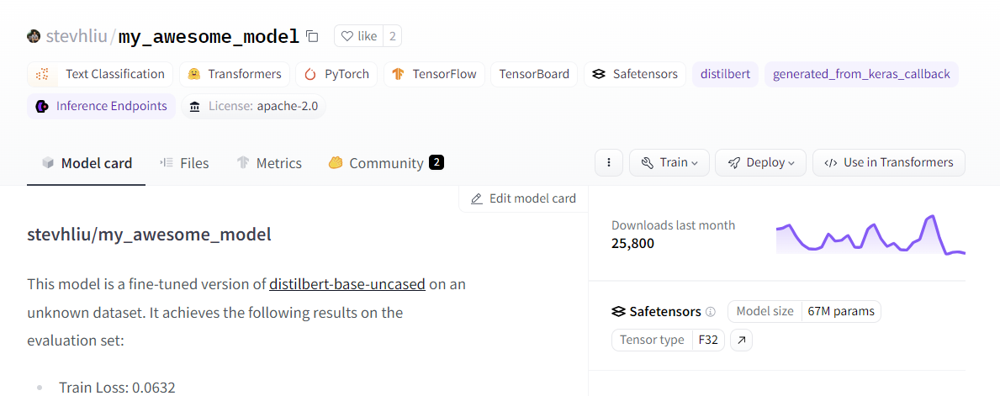 stevhliu/my_awesome_model like 2
Text Classification Transformers PyTorch TensorFlow TensorBoard Safetensors distilbert generated_from_keras_callback
Inference Endpoints License: apache-2.0
Model card Files Metrics Community 2 Train Deploy Use in Transformers
Edit model card
stevhliu/my_awesome_model
This model is a fine-tuned version of distilbert-base-uncased on an
unknown dataset. It achieves the following results on the
evaluation set:
Train Loss: 0.0632
Downloads last month
25,800
Safetensors Model size 67M params
Tensor type F32